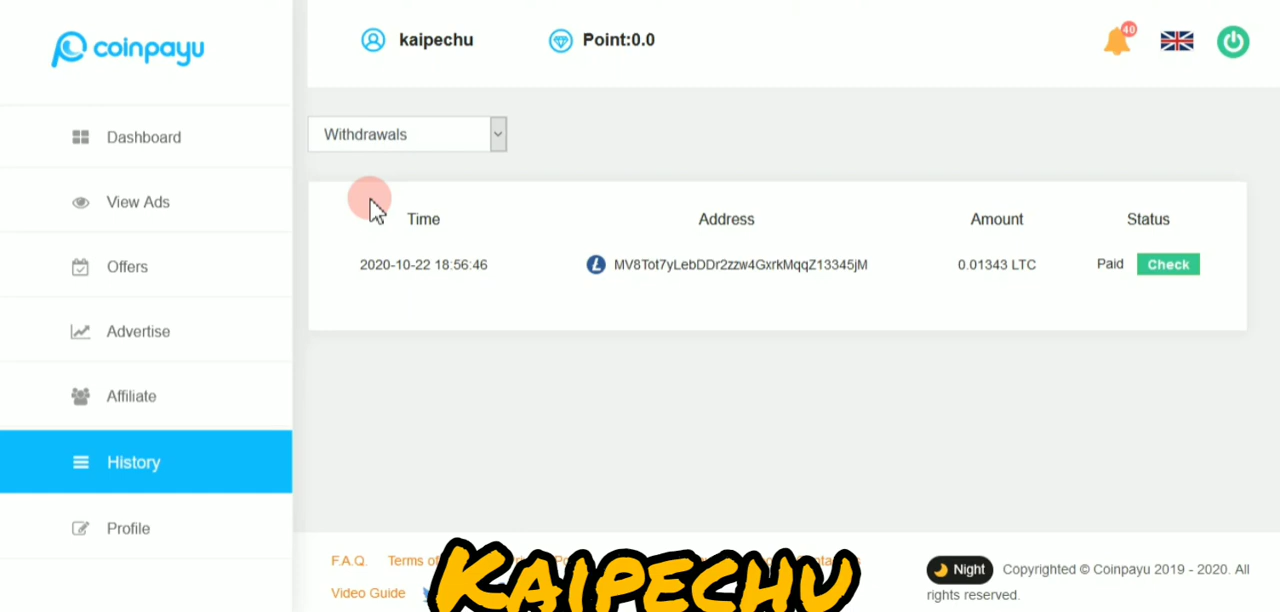 coinpayu
kaipechu
Point:0.0
40
Withdrawals
Dashboard
View Ads
Offers
Advertise
Affiliate
History
Profile
Time Address Amount Status
2020-10-22 18:56:46 MV8Tot7yLebDDr2zzw4GxrkMqqZ13345jM 0.01343 LTC Paid Check
F.A.Q. Terms of
Video Guide
Night
Copyrighted © Coinpayu 2019 - 2020. All
rights reserved.
KAIPECHU